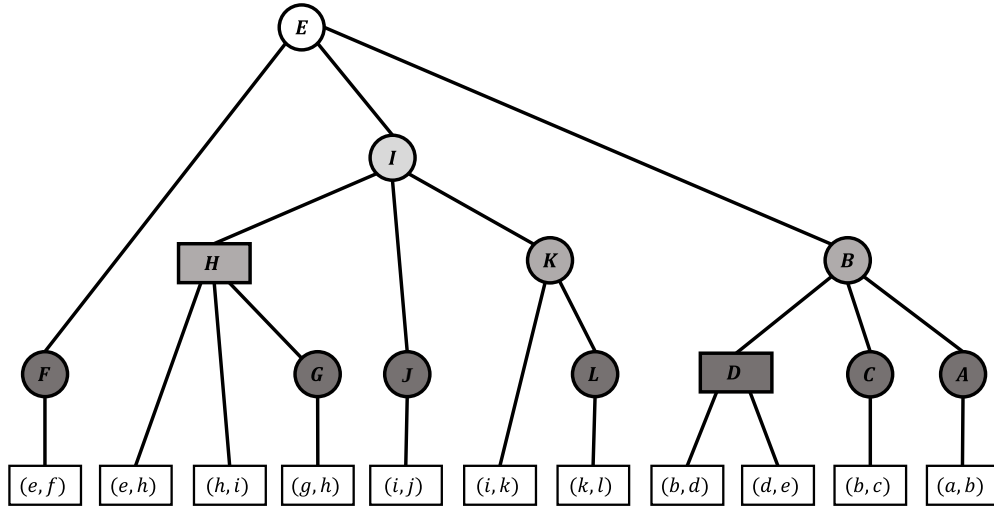 E
I
H
K
B
F
G
J
L
D
C
A
(e, f)
(e, h)
(h, i)
(g, h)
(i, j)
(i, k)
(k, l)
(b, d)
(d, e)
(b, c)
(a, b)